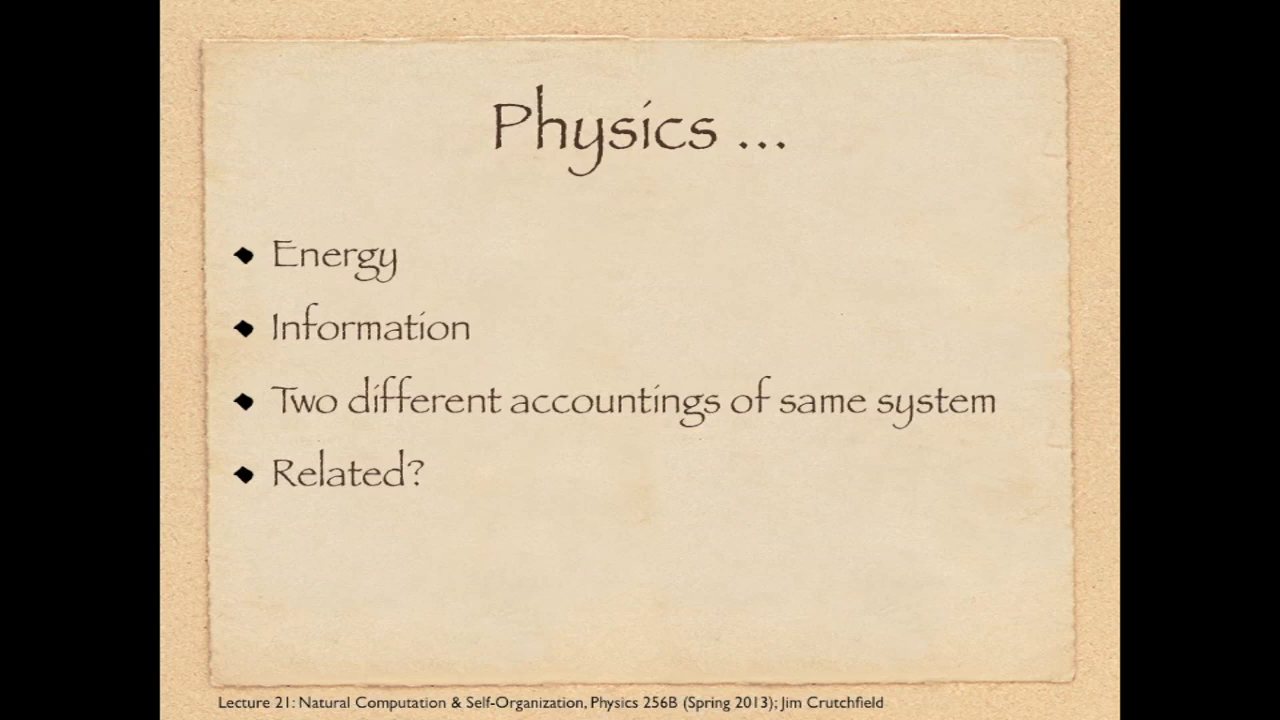 Physics ...
Energy
Information
Two different accountings of same system
Related?
Lecture 21: Natural Computation & Self-Organization, Physics 256B (Spring 2013); Jim Crutchfield